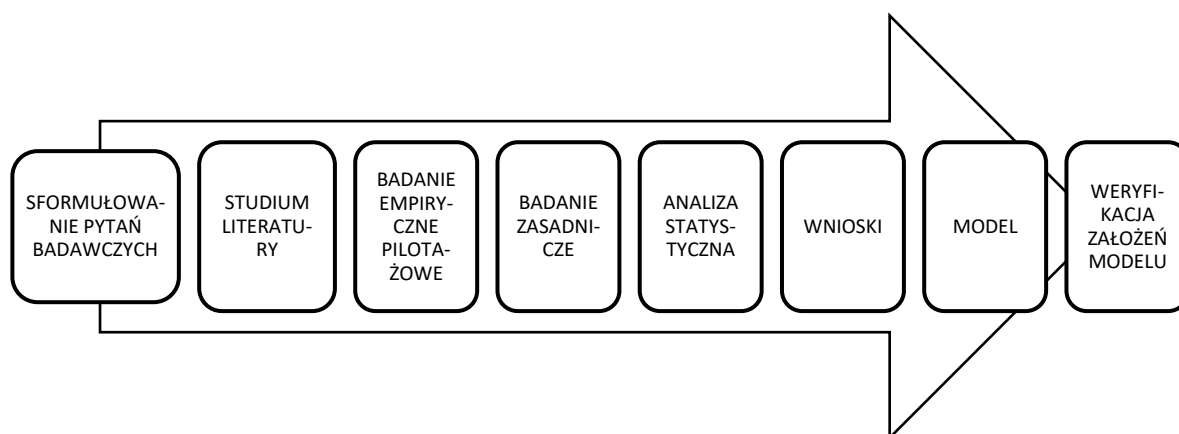 SFORMUŁOWA-
NIE PYTAŃ
BADAWCZYCH
STUDIUM
LITERATU-
RY
BADANIE
EMPIRY-
CZNE
PILOTA-
ŻOWE
BADANIE
ZASADNI-
CZE
ANALIZA
STATYS-
TYCZNA
WNIOSKI
MODEL
WERYFI-
KACJA
ZAŁOŻEŃ
MODELU